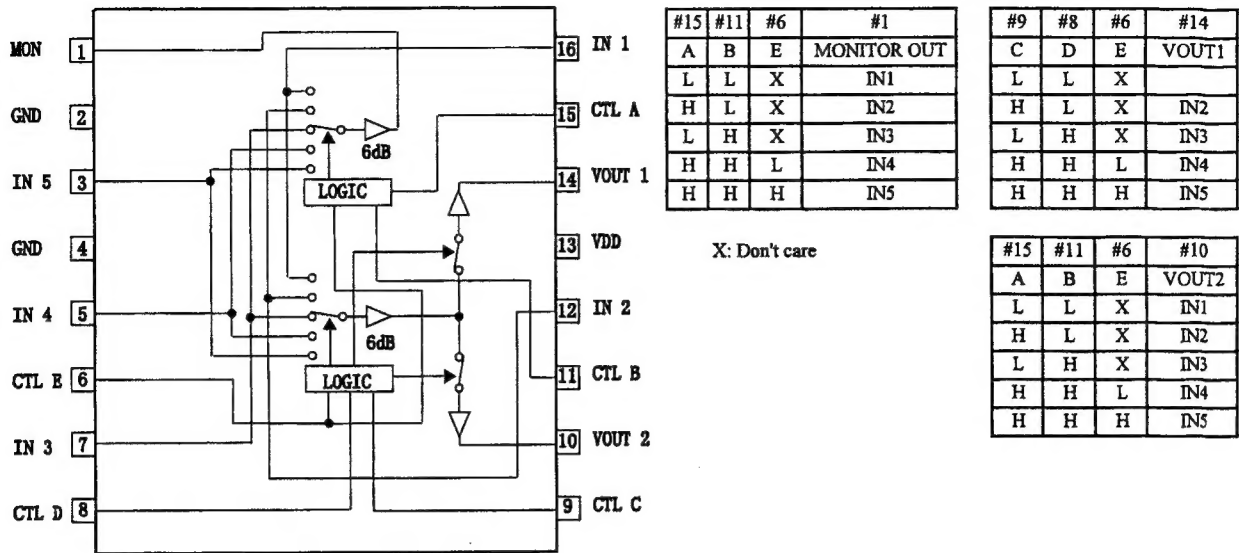 MON 1
GND 2
IN 5 3
GND 4
IN 4 5
CTL E 6
IN 3 7
CTL D 8
6dB
LOGIC
6dB
LOGIC
16 IN 1
15 CTL A
14 VOUT 1
13 VDD
12 IN 2
11 CTL B
10 VOUT 2
9 CTL C
#15 #11 #6 #1
A B E MONITOR OUT
L L X IN1
H L X IN2
L H X IN3
H H L IN4
H H H IN5
X: Don't care
#9 #8 #6 #14
C D E VOUT1
L L X
H L X IN2
L H X IN3
H H L IN4
H H H IN5
#15 #11 #6 #10
A B E VOUT2
L L X IN1
H L X IN2
L H X IN3
H H L IN4
H H H IN5